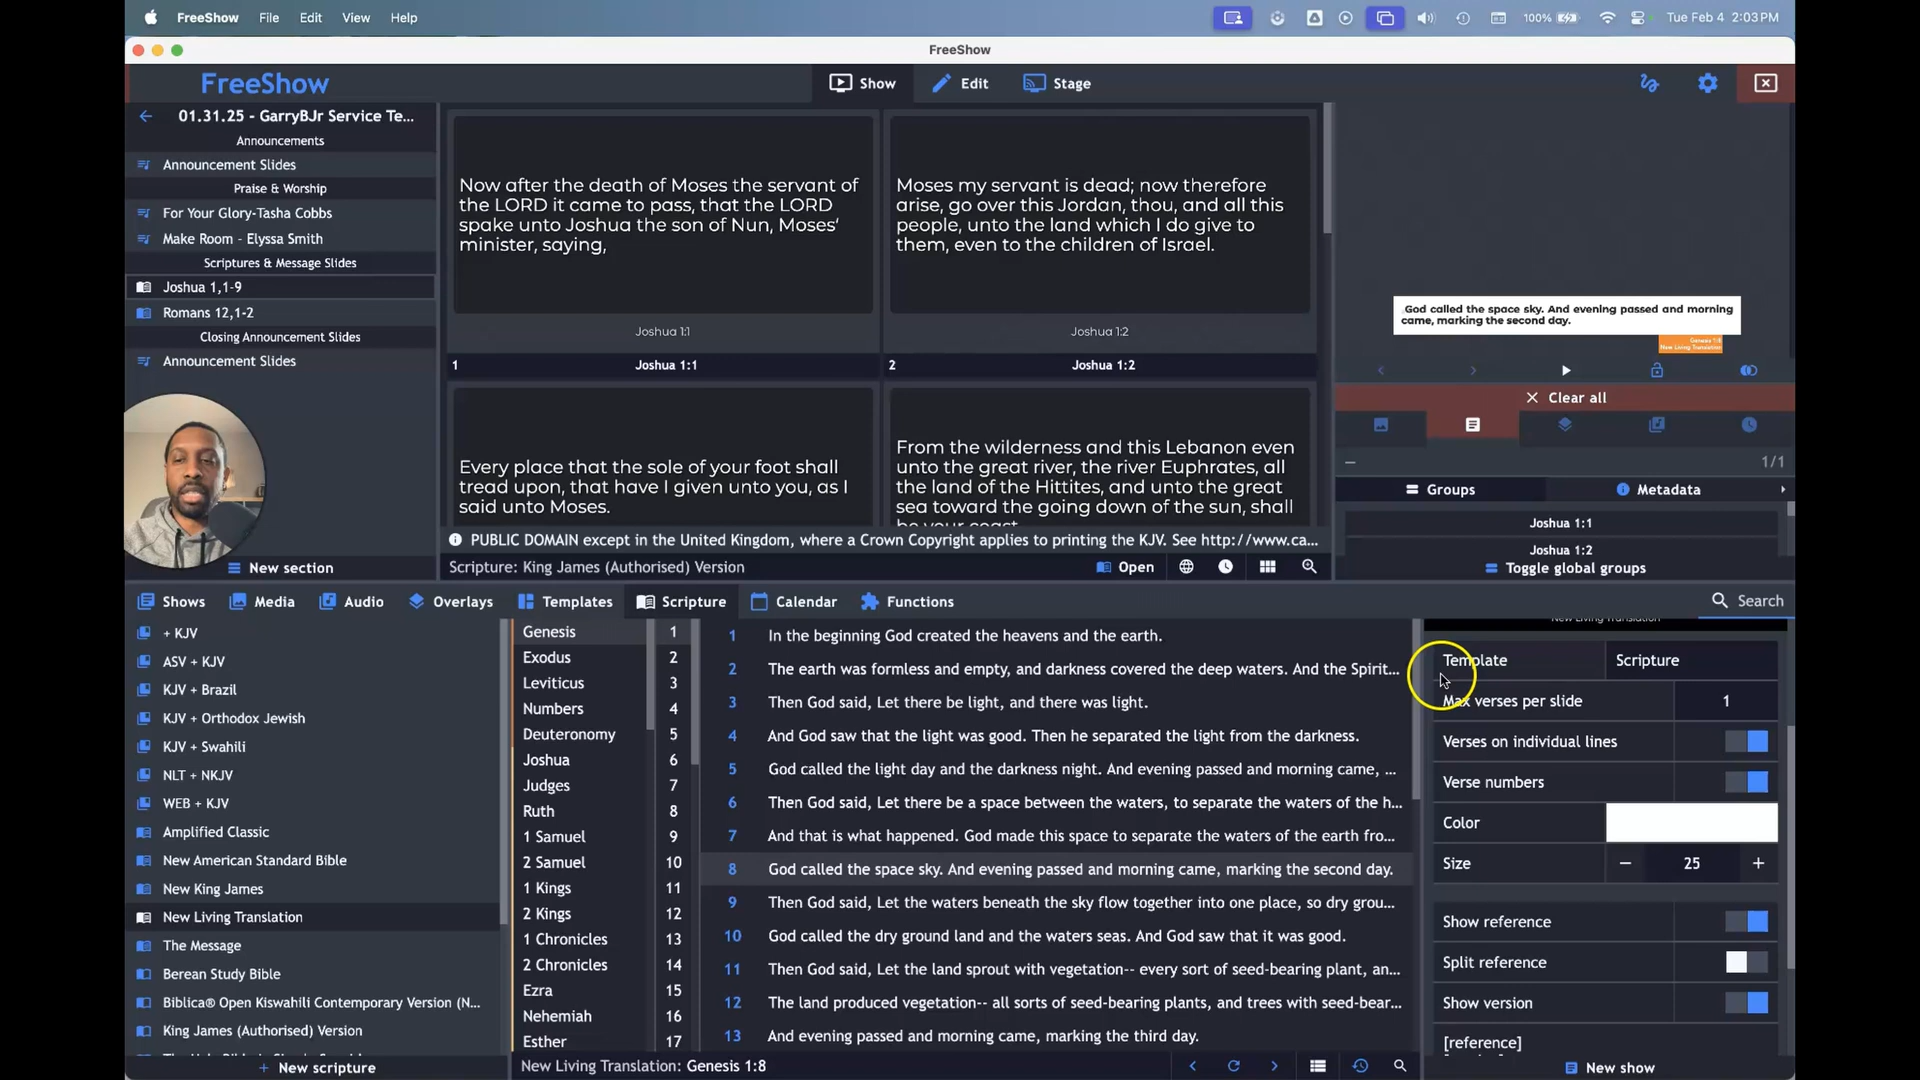 FreeShow File Edit View Help 100% Tue Feb 4 2:03 PM
FreeShow
FreeShow
Show Edit Stage
01.31.25 - GarryBJr Service Te...
Announcements
Announcement Slides
Praise & Worship
For Your Glory-Tasha Cobbs
Make Room - Elyssa Smith
Scriptures & Message Slides
Joshua 1,1-9
Romans 12,1-2
Closing Announcement Slides
Announcement Slides
New section
Now after the death of Moses the servant of
the LORD it came to pass, that the LORD
spake unto Joshua the son of Nun, Moses'
minister, saying,
Joshua 1:1
1 Joshua 1:1
Moses my servant is dead; now therefore
arise, go over this Jordan, thou, and all this
people, unto the land which I do give to
them, even to the children of Israel.
Joshua 1:2
2 Joshua 1:2
Every place that the sole of your foot shall
tread upon, that have I given unto you, as I
said unto Moses.
From the wilderness and this Lebanon even
unto the great river, the river Euphrates, all
the land of the Hittites, and unto the great
sea toward the going down of the sun, shall
be your coast
PUBLIC DOMAIN except in the United Kingdom, where a Crown Copyright applies to printing the KJV. See http://www.ca...
Scripture: King James (Authorised) Version Open
God called the space sky. And evening passed and morning
came, marking the second day.
Genesis 1:8
New Living Translation
Clear all
1/1
Groups Metadata
Joshua 1:1
Joshua 1:2
Toggle global groups
Shows Media Audio Overlays Templates Scripture Calendar Functions Search
+ KJV
ASV + KJV
KJV + Brazil
KJV + Orthodox Jewish
KJV + Swahili
NLT + NKJV
WEB + KJV
Amplified Classic
New American Standard Bible
New King James
New Living Translation
The Message
Berean Study Bible
Biblica® Open Kiswahili Contemporary Version (N...
King James (Authorised) Version
+ New scripture
Genesis
Exodus
Leviticus
Numbers
Deuteronomy
Joshua
Judges
Ruth
1 Samuel
2 Samuel
1 Kings
2 Kings
1 Chronicles
2 Chronicles
Ezra
Nehemiah
Esther
1
2
3
4
5
6
7
8
9
10
11
12
13
14
15
16
17
1 In the beginning God created the heavens and the earth.
2 The earth was formless and empty, and darkness covered the deep waters. And the Spirit...
3 Then God said, Let there be light, and there was light.
4 And God saw that the light was good. Then he separated the light from the darkness.
5 God called the light day and the darkness night. And evening passed and morning came, ...
6 Then God said, Let there be a space between the waters, to separate the waters of the h...
7 And that is what happened. God made this space to separate the waters of the earth fro...
8 God called the space sky. And evening passed and morning came, marking the second day.
9 Then God said, Let the waters beneath the sky flow together into one place, so dry grou...
10 God called the dry ground land and the waters seas. And God saw that it was good.
11 Then God said, Let the land sprout with vegetation-- every sort of seed-bearing plant, an...
12 The land produced vegetation-- all sorts of seed-bearing plants, and trees with seed-bear...
13 And evening passed and morning came, marking the third day.
New Living Translation: Genesis 1:8
New Living Translation
Template Scripture
Max verses per slide 1
Verses on individual lines
Verse numbers
Color
Size − 25 +
Show reference
Split reference
Show version
[reference]
New show